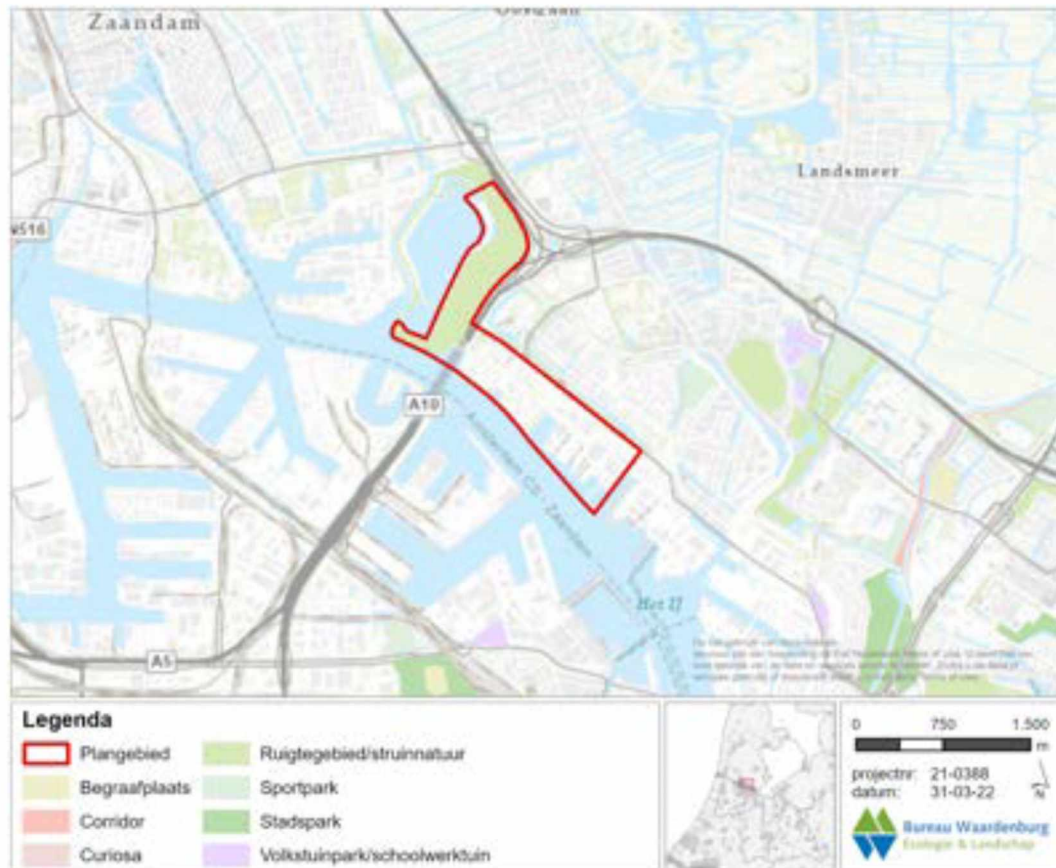 Zaandam
Landsmeer
N516
A10
Amsterdam CS - Zaandam
Het IJ
A5
Legenda
Plangebied
Begraafplaats
Corridor
Curiosa
Ruigtegebied/struinnatuur
Sportpark
Stadspark
Volkstuinpark/schoolwerktuin
0 750 1.500
m
projectnr: 21-0388
datum: 31-03-22
N
Bureau Waardenburg
Ecologie & Landschap